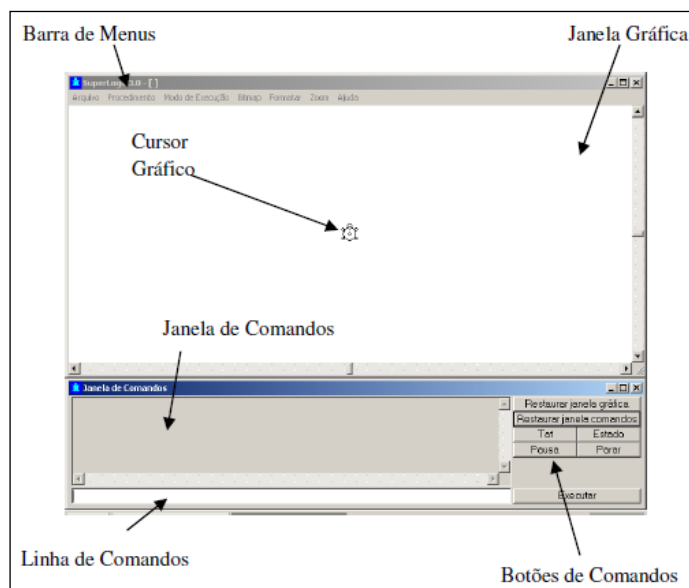 Barra de Menus
Janela Gráfica
SuperLogo 3.0 - [ ]
Arquivo Procedimento Modo de Execução Bitmap Formatar Zoom Ajuda
Cursor
Gráfico
Janela de Comandos
Janela de Comandos
Restaurar janela gráfica
Restaurar janela comandos
Tat Estado
Pausa Parar
Executar
Linha de Comandos
Botões de Comandos